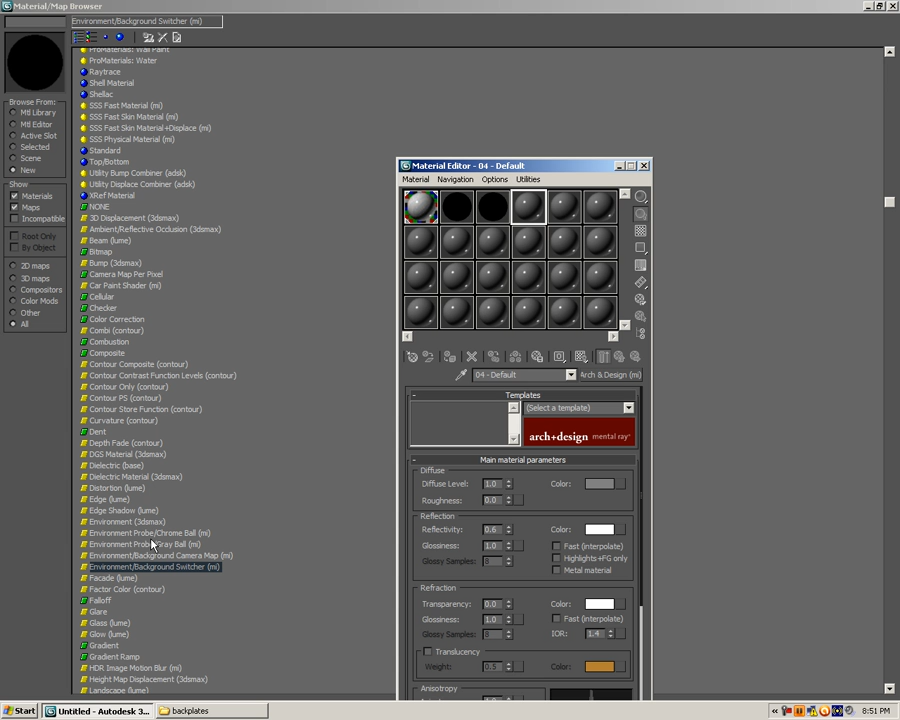 Material/Map Browser
Environment/Background Switcher (mi)
Browse From:
Mtl Library
Mtl Editor
Active Slot
Selected
Scene
New
Show
Materials
Maps
Incompatible
Root Only
By Object
2D maps
3D maps
Compositors
Color Mods
Other
All
ProMaterials: Wall Paint
ProMaterials: Water
Raytrace
Shell Material
Shellac
SSS Fast Material (mi)
SSS Fast Skin Material (mi)
SSS Fast Skin Material+Displace (mi)
SSS Physical Material (mi)
Standard
Top/Bottom
Utility Bump Combiner (adsk)
Utility Displace Combiner (adsk)
XRef Material
NONE
3D Displacement (3dsmax)
Ambient/Reflective Occlusion (3dsmax)
Beam (lume)
Bitmap
Bump (3dsmax)
Camera Map Per Pixel
Car Paint Shader (mi)
Cellular
Checker
Color Correction
Combi (contour)
Combustion
Composite
Contour Composite (contour)
Contour Contrast Function Levels (contour)
Contour Only (contour)
Contour PS (contour)
Contour Store Function (contour)
Curvature (contour)
Dent
Depth Fade (contour)
DGS Material (3dsmax)
Dielectric (base)
Dielectric Material (3dsmax)
Distortion (lume)
Edge (lume)
Edge Shadow (lume)
Environment (3dsmax)
Environment Probe/Chrome Ball (mi)
Environment Prob ray Ball (mi)
Environment/Background Camera Map (mi)
Environment/Background Switcher (mi)
Facade (lume)
Factor Color (contour)
Falloff
Glare
Glass (lume)
Glow (lume)
Gradient
Gradient Ramp
HDR Image Motion Blur (mi)
Height Map Displacement (3dsmax)
Landscape (lume)
Material Editor - 04 - Default
Material Navigation Options Utilities
04 - Default Arch & Design (mi)
- Templates
(Select a template)
arch+design mental ray
- Main material parameters
Diffuse
Diffuse Level: 1.0 Color:
Roughness: 0.0
Reflection
Reflectivity: 0.6 Color:
Glossiness: 1.0 Fast (interpolate)
Glossy Samples: 8 Highlights+FG only
Metal material
Refraction
Transparency: 0.0 Color:
Glossiness: 1.0 Fast (interpolate)
Glossy Samples: 8 IOR: 1.4
Translucency
Weight: 0.5 Color:
Anisotropy
Start Untitled - Autodesk 3... backplates « 8:51 PM